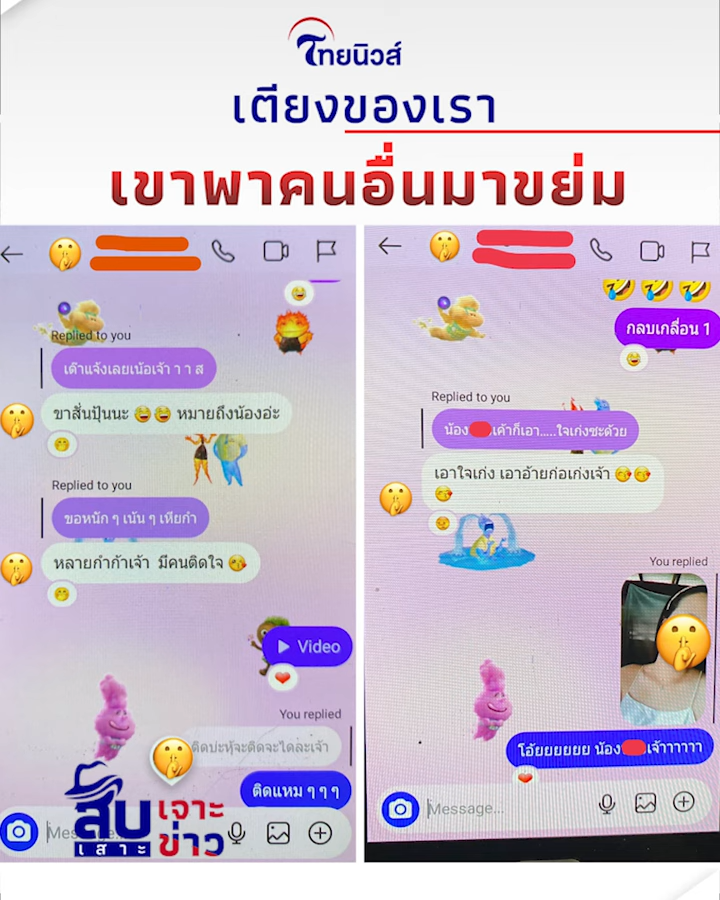 ไทยนิวส์
เตียงของเรา
เขาพาคนอื่นมาขย่ม
Replied to you
เด๊าแจ้งเลยเน้อเจ้า า า ส
ขาสั่นปุ้นนะ หมายถึงน้องอ่ะ
Replied to you
ขอหนัก ๆ เน้น ๆ เหียกำ
หลายกำก้าเจ้า มีคนติดใจ
Video
You replied
ติดปะหุ้จะติดจะไดละเจ้า
ติดแหม ๆ ๆ ๆ
สืบ
เสาะ
เจาะ
ข่าว
กลบเกลื่อน 1
Replied to you
น้อง เค้าก็เอา.....ใจเก่งซะด้วย
เอาใจเก่ง เอาอ้ายก่อเก่งเจ้า
You replied
โอ้ยยยยยย น้อง เจ้าาาาาา
Message...